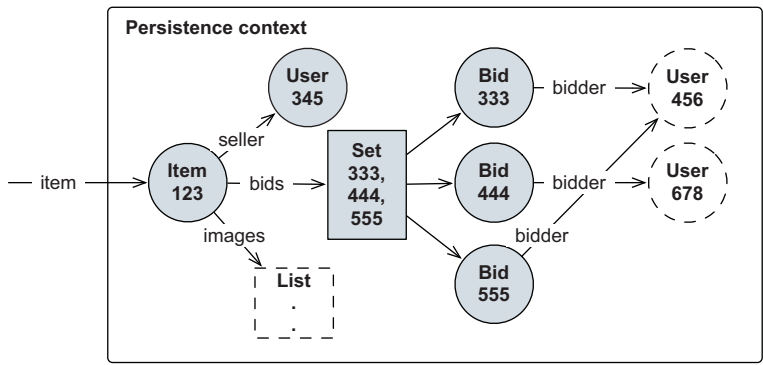 Persistence context
User
345
Bid
333
bidder
User
456
seller
item
Item
123
bids
Set
333,
444,
555
Bid
444
bidder
User
678
images
bidder
List
.
.
Bid
555